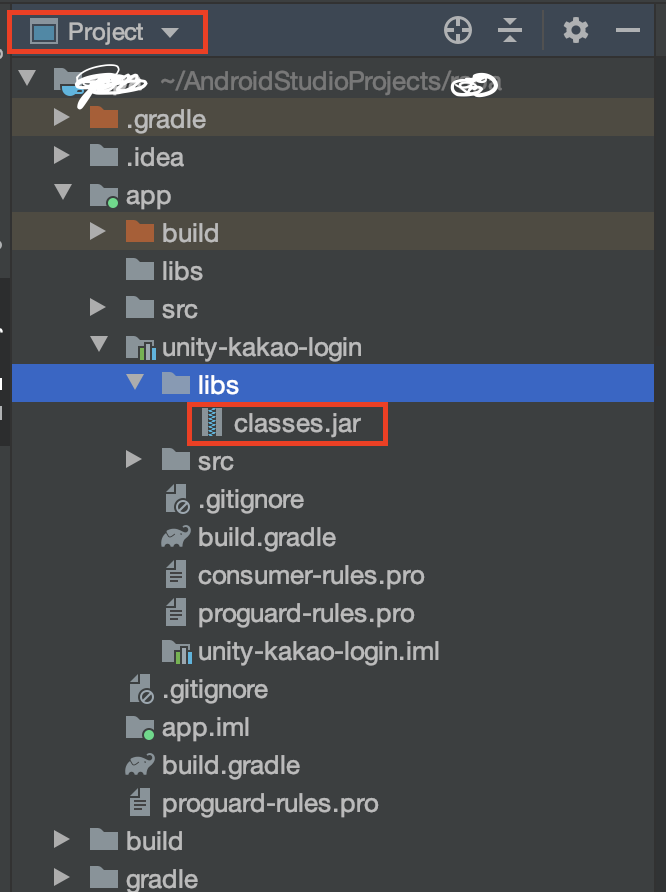 Project
~/AndroidStudioProjects/
.gradle
.idea
app
build
libs
src
unity-kakao-login
libs
classes.jar
src
.gitignore
build.gradle
consumer-rules.pro
proguard-rules.pro
unity-kakao-login.iml
.gitignore
app.iml
build.gradle
proguard-rules.pro
build
gradle